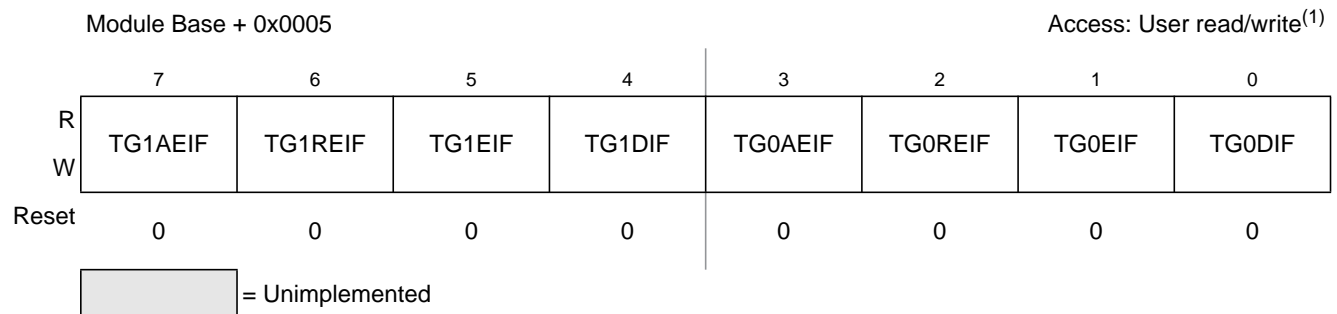 Module Base + 0x0005 Access: User read/write(1)
7 6 5 4 3 2 1 0
R
W
TG1AEIF TG1REIF TG1EIF TG1DIF TG0AEIF TG0REIF TG0EIF TG0DIF
Reset 0 0 0 0 0 0 0 0
= Unimplemented